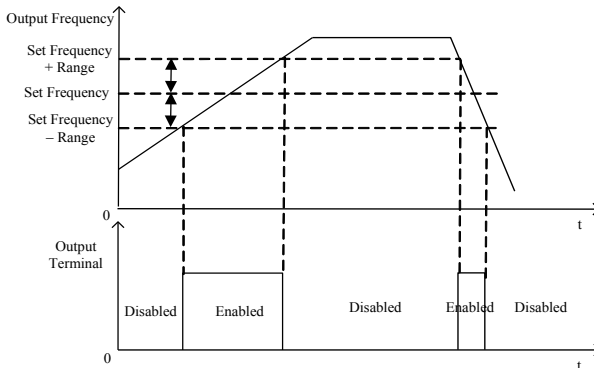 Output Frequency
Set Frequency
+ Range
Set Frequency
Set Frequency
– Range
0
t
Output
Terminal
Disabled
Enabled
Disabled
Enabled
Disabled
0
t